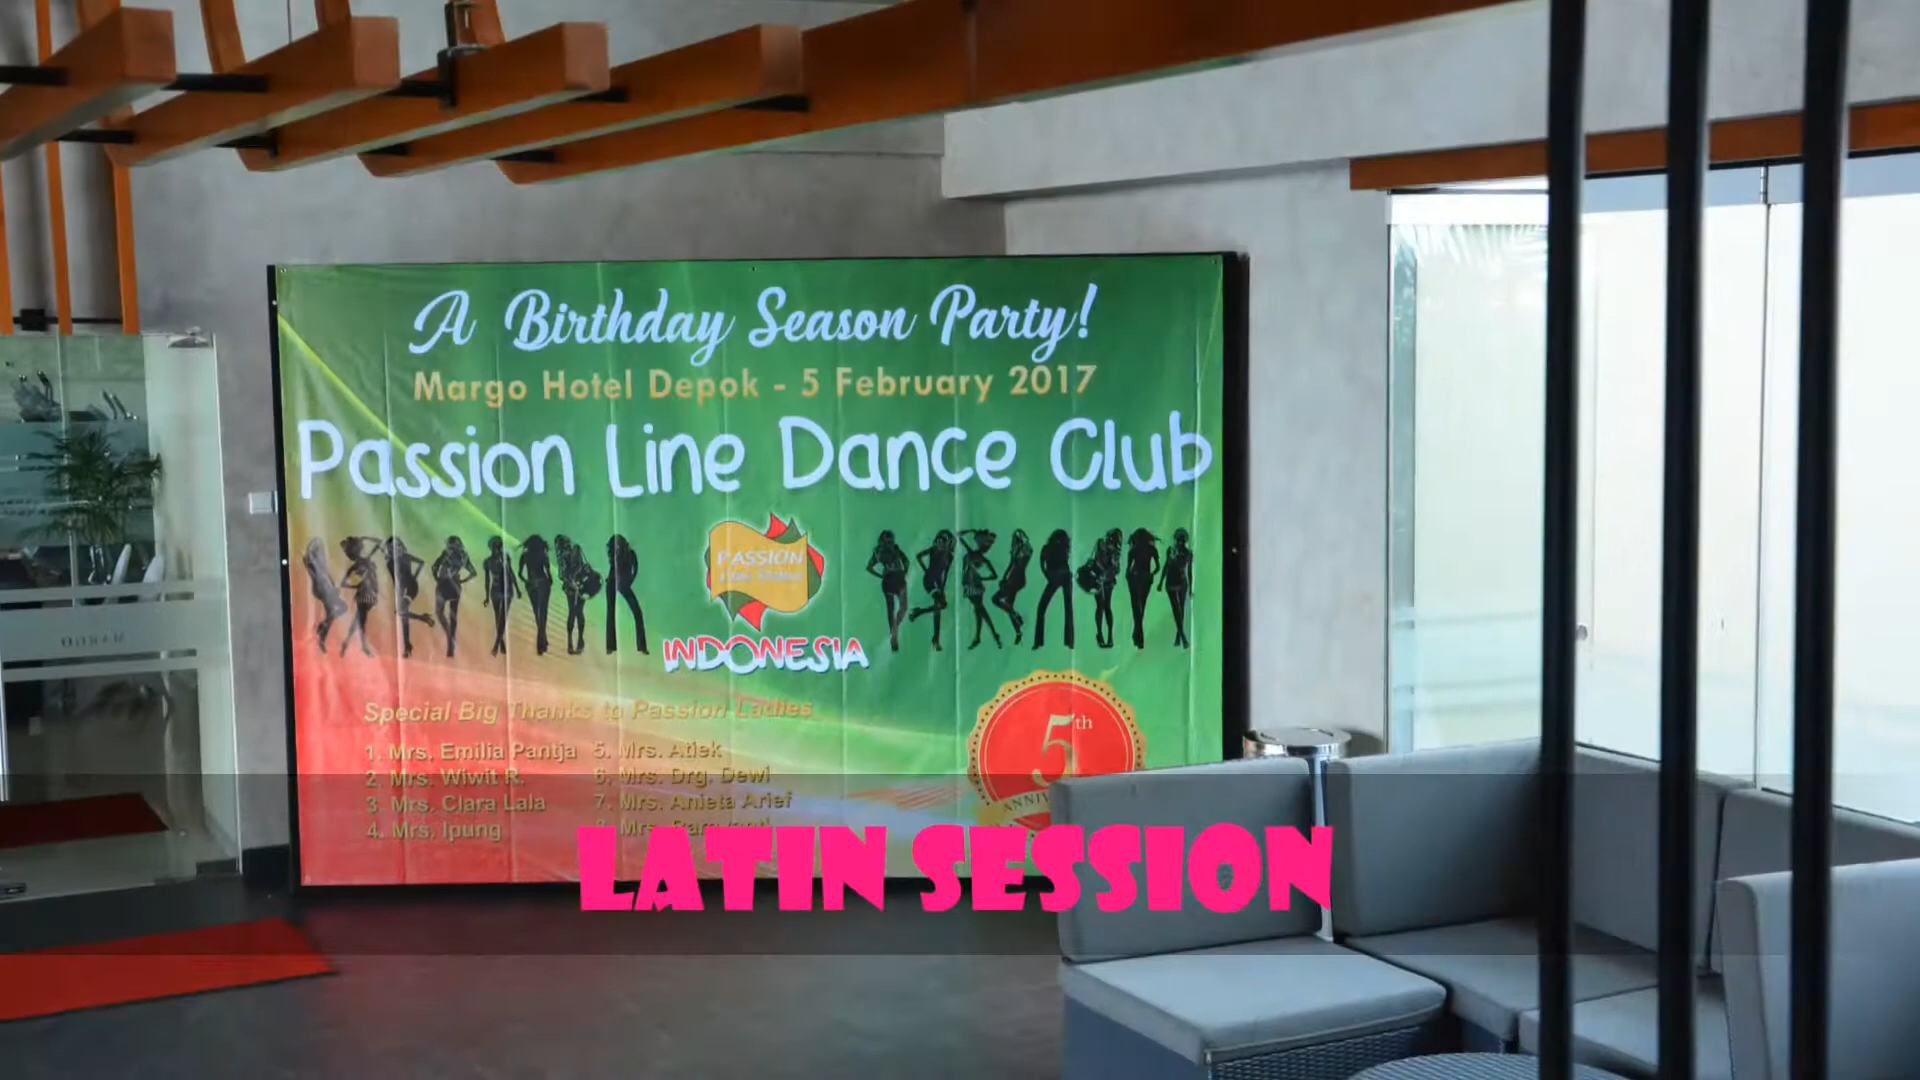 A Birthday Season Party!
Margo Hotel Depok - 5 February 2017
Passion Line Dance Club
PASSION
INDONESIA
Special Big Thanks to Passion Ladies
1. Mrs. Emilia Pantja
2. Mrs. Wiwit R.
3. Mrs. Clara Lala
4. Mrs. Ipung
5. Mrs. Atiek
6. Mrs. Drg. Dewi
7. Mrs. Anieta Arief
Mrs.
5th
LATIN SESSION